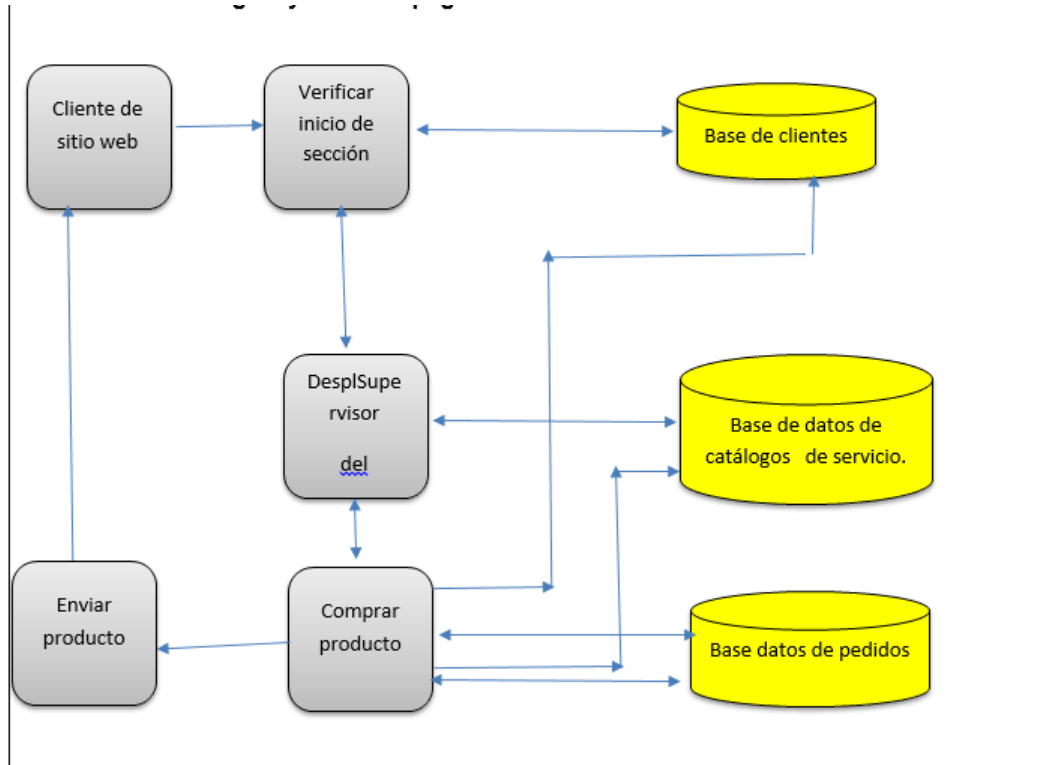 Cliente de
sitio web
Verificar
inicio de
sección
Base de clientes
DesplSupe
rvisor
del
Base de datos de
catálogos de servicio.
Enviar
producto
Comprar
producto
Base datos de pedidos